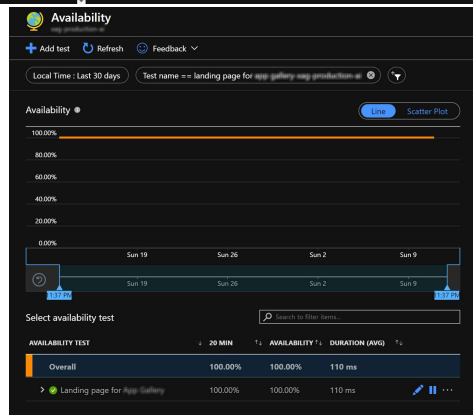 Availability
Add test Refresh Feedback
Local Time : Last 30 days Test name == landing page for
Availability
Line Scatter Plot
100.00%
80.00%
60.00%
40.00%
20.00%
0.00%
Sun 19 Sun 26 Sun 2 Sun 9
Sun 19 Sun 26 Sun 2 Sun 9
11:37 PM 11:37 PM
Select availability test
Search to filter items...
AVAILABILITY TEST 20 MIN AVAILABILITY DURATION (AVG)
Overall 100.00% 100.00% 110 ms
Landing page for 100.00% 100.00% 110 ms